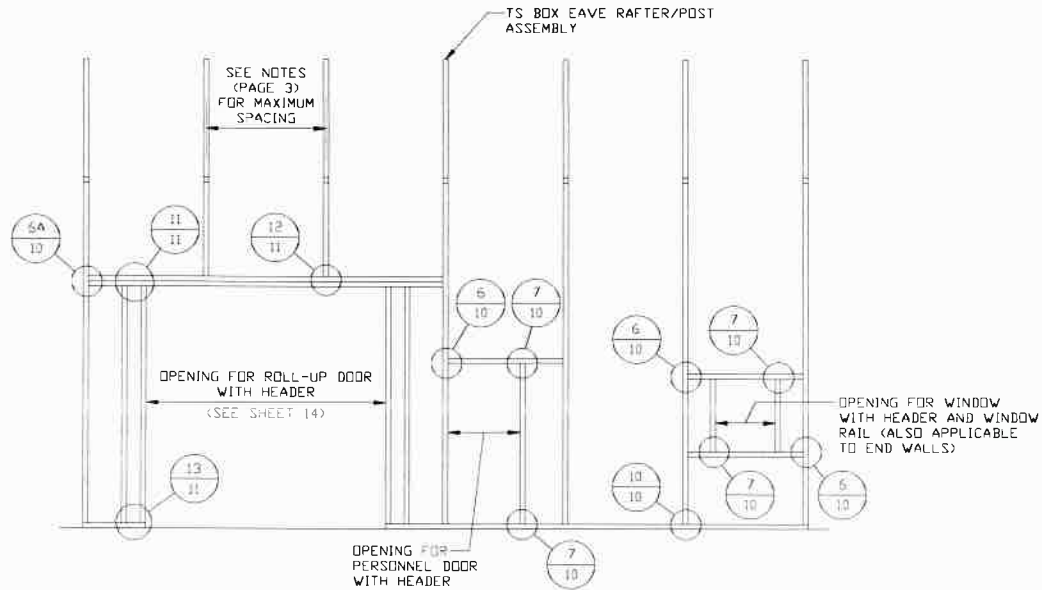 TS BOX EAVE RAFTER/POST
ASSEMBLY
SEE NOTES
(PAGE 3)
FOR MAXIMUM
SPACING
6A
10
11
11
12
11
6
10
7
10
6
10
7
10
OPENING FOR ROLL-UP DOOR
WITH HEADER
(SEE SHEET 14)
OPENING FOR WINDOW
WITH HEADER AND WINDOW
RAIL (ALSO APPLICABLE
TO END WALLS)
13
11
10
10
7
10
6
10
OPENING FOR
PERSONNEL DOOR
WITH HEADER
7
10